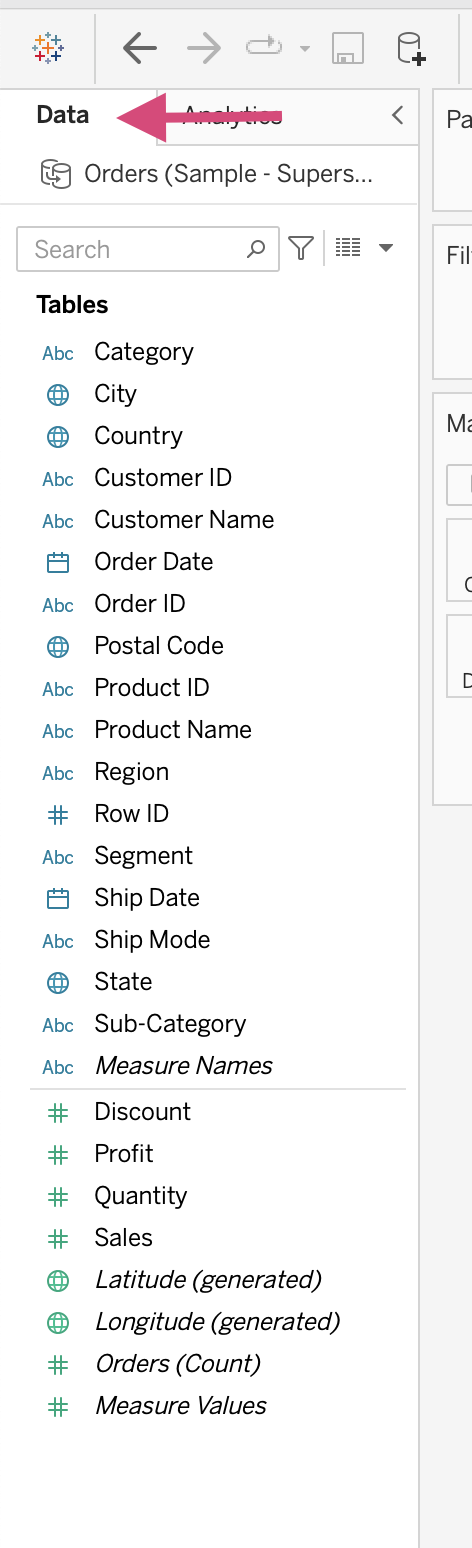 Data
Analytics
Pa
Orders (Sample - Supers...
Search
Fil
Tables
Abc Category
City
Country
Ma
Abc Customer ID
Abc Customer Name
Order Date
Abc Order ID
Postal Code
Abc Product ID
Abc Product Name
Abc Region
Row ID
Abc Segment
Ship Date
Abc Ship Mode
State
Abc Sub-Category
Abc Measure Names
Discount
Profit
Quantity
Sales
Latitude (generated)
Longitude (generated)
Orders (Count)
Measure Values